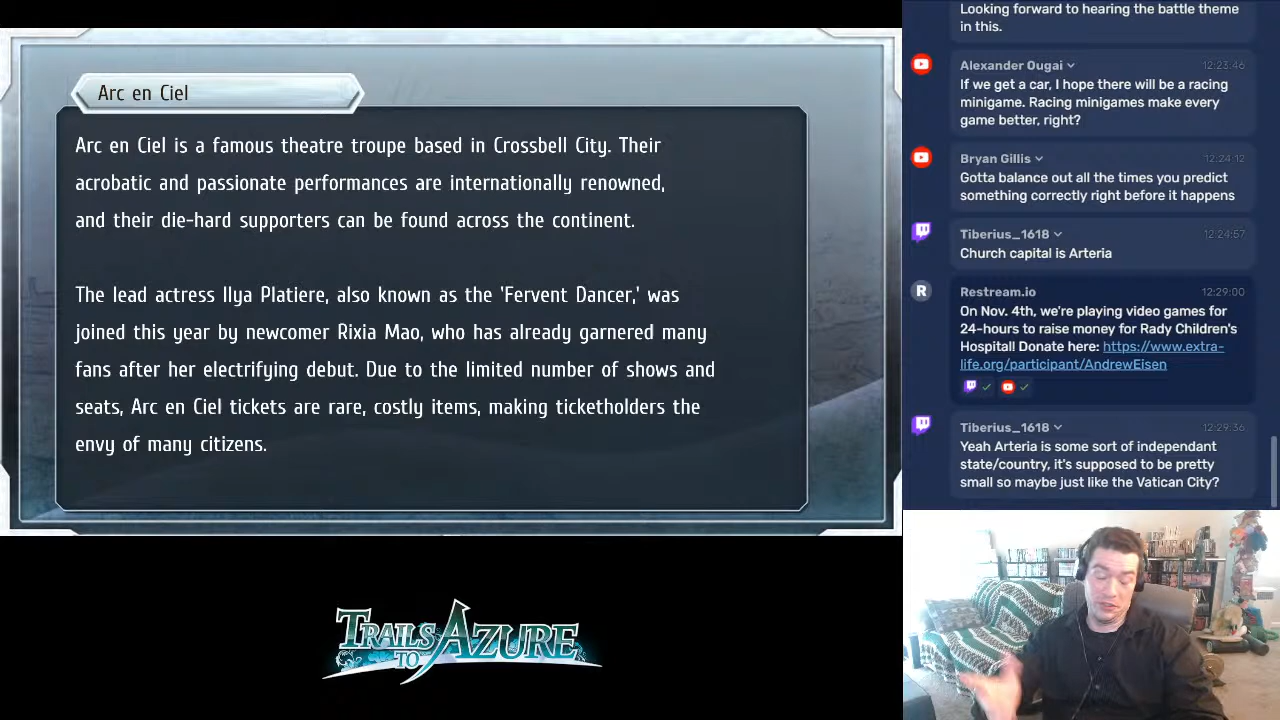 Arc en Ciel
Arc en Ciel is a famous theatre troupe based in Crossbell City. Their
acrobatic and passionate performances are internationally renowned,
and their die-hard supporters can be found across the continent.
The lead actress Ilya Platiere, also known as the 'Fervent Dancer,' was
joined this year by newcomer Rixia Mao, who has already garnered many
fans after her electrifying debut. Due to the limited number of shows and
seats, Arc en Ciel tickets are rare, costly items, making ticketholders the
envy of many citizens.
TRAILS
TO
AZURE
Looking forward to hearing the battle theme
in this.
Alexander Ougai 12:23:46
If we get a car, I hope there will be a racing
minigame. Racing minigames make every
game better, right?
Bryan Gillis 12:24:12
Gotta balance out all the times you predict
something correctly right before it happens
Tiberius_1618 12:24:57
Church capital is Arteria
R Restream.io 12:29:00
On Nov. 4th, we're playing video games for
24-hours to raise money for Rady Children's
Hospital! Donate here: https://www.extra-
life.org/participant/AndrewEisen
Tiberius_1618 12:29:36
Yeah Arteria is some sort of independant
state/country, it's supposed to be pretty
small so maybe just like the Vatican City?